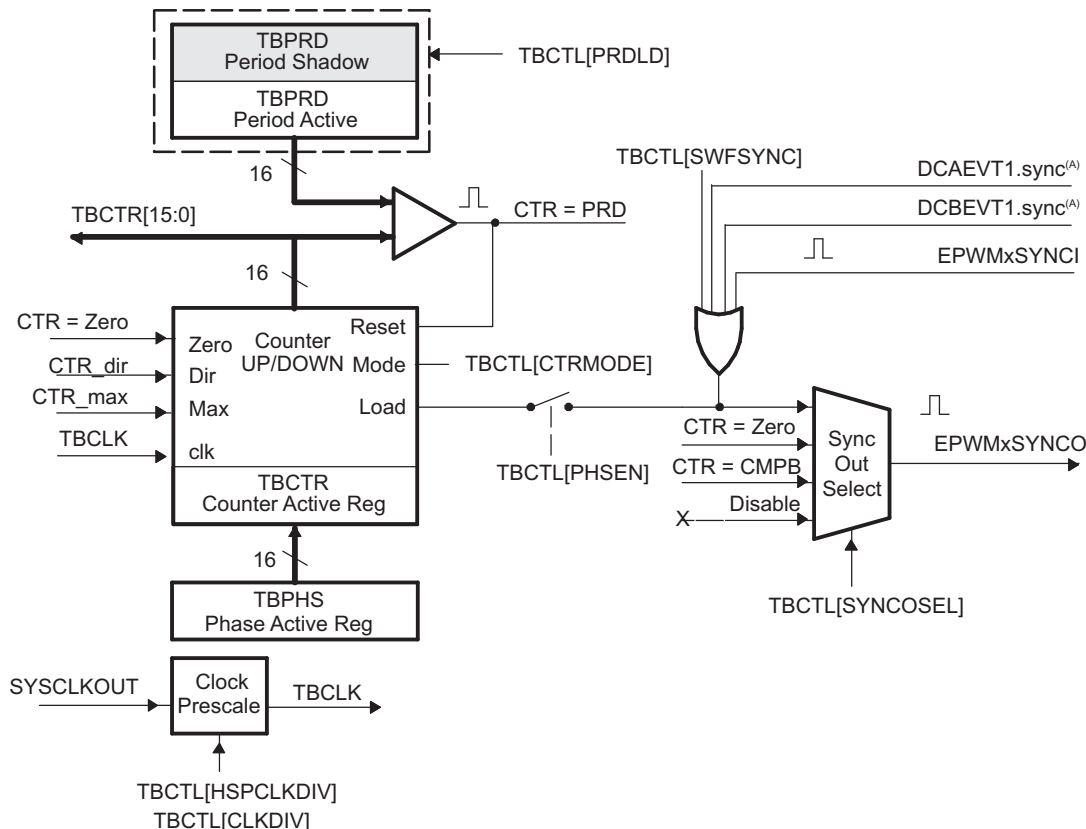 TBPRD
Period Shadow
TBPRD
Period Active
TBCTL[PRDLD]
16
TBCTR[15:0]
CTR = PRD
16
TBCTL[SWFSYNC]
DCAEVT1.sync(A)
DCBEVT1.sync(A)
EPWMxSYNCI
CTR = Zero
CTR_dir
CTR_max
TBCLK
Zero
Dir
Max
clk
Counter
UP/DOWN
Reset
Mode
Load
TBCTR
Counter Active Reg
TBCTL[CTRMODE]
TBCTL[PHSEN]
CTR = Zero
CTR = CMPB
Disable
X
Sync
Out
Select
EPWMxSYNCO
TBCTL[SYNCOSEL]
16
TBPHS
Phase Active Reg
SYSCLKOUT
Clock
Prescale
TBCLK
TBCTL[HSPCLKDIV]
TBCTL[CLKDIV]